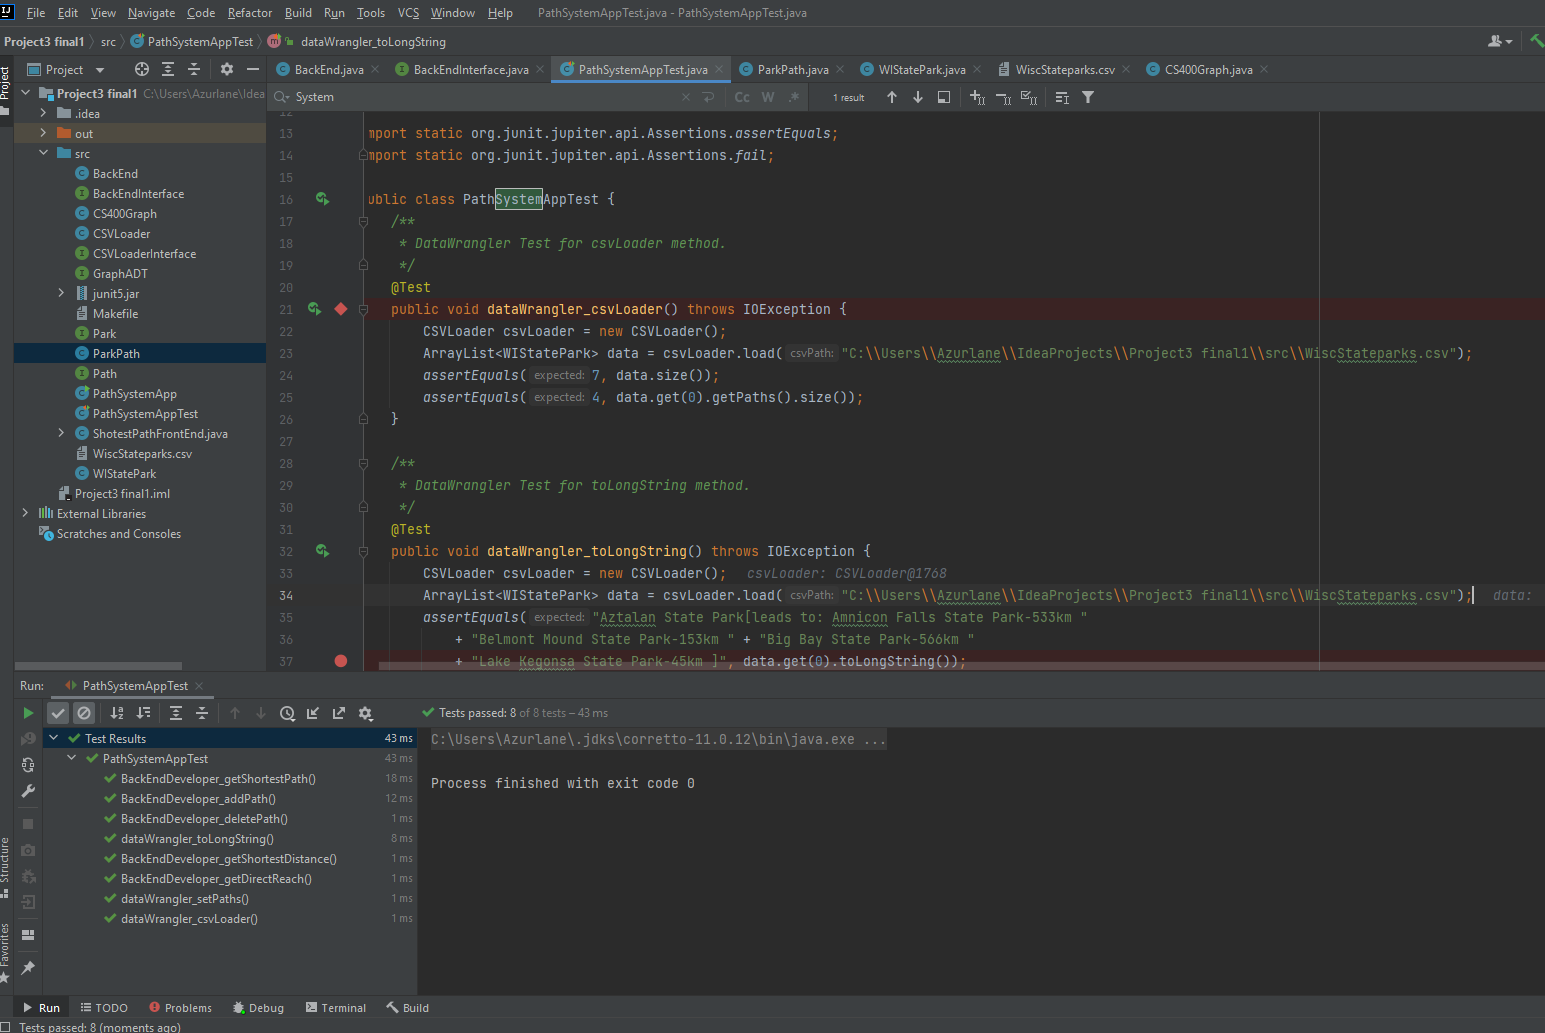 IJ File Edit View Navigate Code Refactor Build Run Tools VCS Window Help PathSystemAppTest.java - PathSystemAppTest.java
Project3 final1 src PathSystemAppTest m dataWrangler_toLongString
Project
Project
BackEnd.java BackEndInterface.java PathSystemAppTest.java ParkPath.java WIStatePark.java WiscStateparks.csv CS400Graph.java
System Cc W .* 1 result
Project3 final1 C:\Users\Azurlane\Idea
.idea
out
src
BackEnd
BackEndInterface
CS400Graph
CSVLoader
CSVLoaderInterface
GraphADT
junit5.jar
Makefile
Park
ParkPath
Path
PathSystemApp
PathSystemAppTest
ShotestPathFrontEnd.java
WiscStateparks.csv
WIStatePark
Project3 final1.iml
External Libraries
Scratches and Consoles
12
13 mport static org.junit.jupiter.api.Assertions.assertEquals;
14 mport static org.junit.jupiter.api.Assertions.fail;
15
16 ublic class PathSystemAppTest {
17 /**
18 * DataWrangler Test for csvLoader method.
19 */
20 @Test
21 public void dataWrangler_csvLoader() throws IOException {
22 CSVLoader csvLoader = new CSVLoader();
23 ArrayList<WIStatePark> data = csvLoader.load( csvPath: "C:\\Users\\Azurlane\\IdeaProjects\\Project3 final1\\src\\WiscStateparks.csv");
24 assertEquals( expected: 7, data.size());
25 assertEquals( expected: 4, data.get(0).getPaths().size());
26 }
27
28 /**
29 * DataWrangler Test for toLongString method.
30 */
31 @Test
32 public void dataWrangler_toLongString() throws IOException {
33 CSVLoader csvLoader = new CSVLoader(); csvLoader: CSVLoader@1768
34 ArrayList<WIStatePark> data = csvLoader.load( csvPath: "C:\\Users\\Azurlane\\IdeaProjects\\Project3 final1\\src\\WiscStateparks.csv"); data:
35 assertEquals( expected: "Aztalan State Park[leads to: Amnicon Falls State Park-533km "
36 + "Belmont Mound State Park-153km " + "Big Bay State Park-566km "
37 + "Lake Kegonsa State Park-45km ]", data.get(0).toLongString());
Run: PathSystemAppTest
Tests passed: 8 of 8 tests – 43 ms
Test Results 43 ms
PathSystemAppTest 43 ms
BackEndDeveloper_getShortestPath() 18 ms
BackEndDeveloper_addPath() 12 ms
BackEndDeveloper_deletePath() 1 ms
dataWrangler_toLongString() 8 ms
BackEndDeveloper_getShortestDistance() 1 ms
BackEndDeveloper_getDirectReach() 1 ms
dataWrangler_setPaths() 1 ms
dataWrangler_csvLoader() 1 ms
C:\Users\Azurlane\.jdks\corretto-11.0.12\bin\java.exe ...
Process finished with exit code 0
Structure
Favorites
Run TODO Problems Debug Terminal Build
Tests passed: 8 (moments ago)